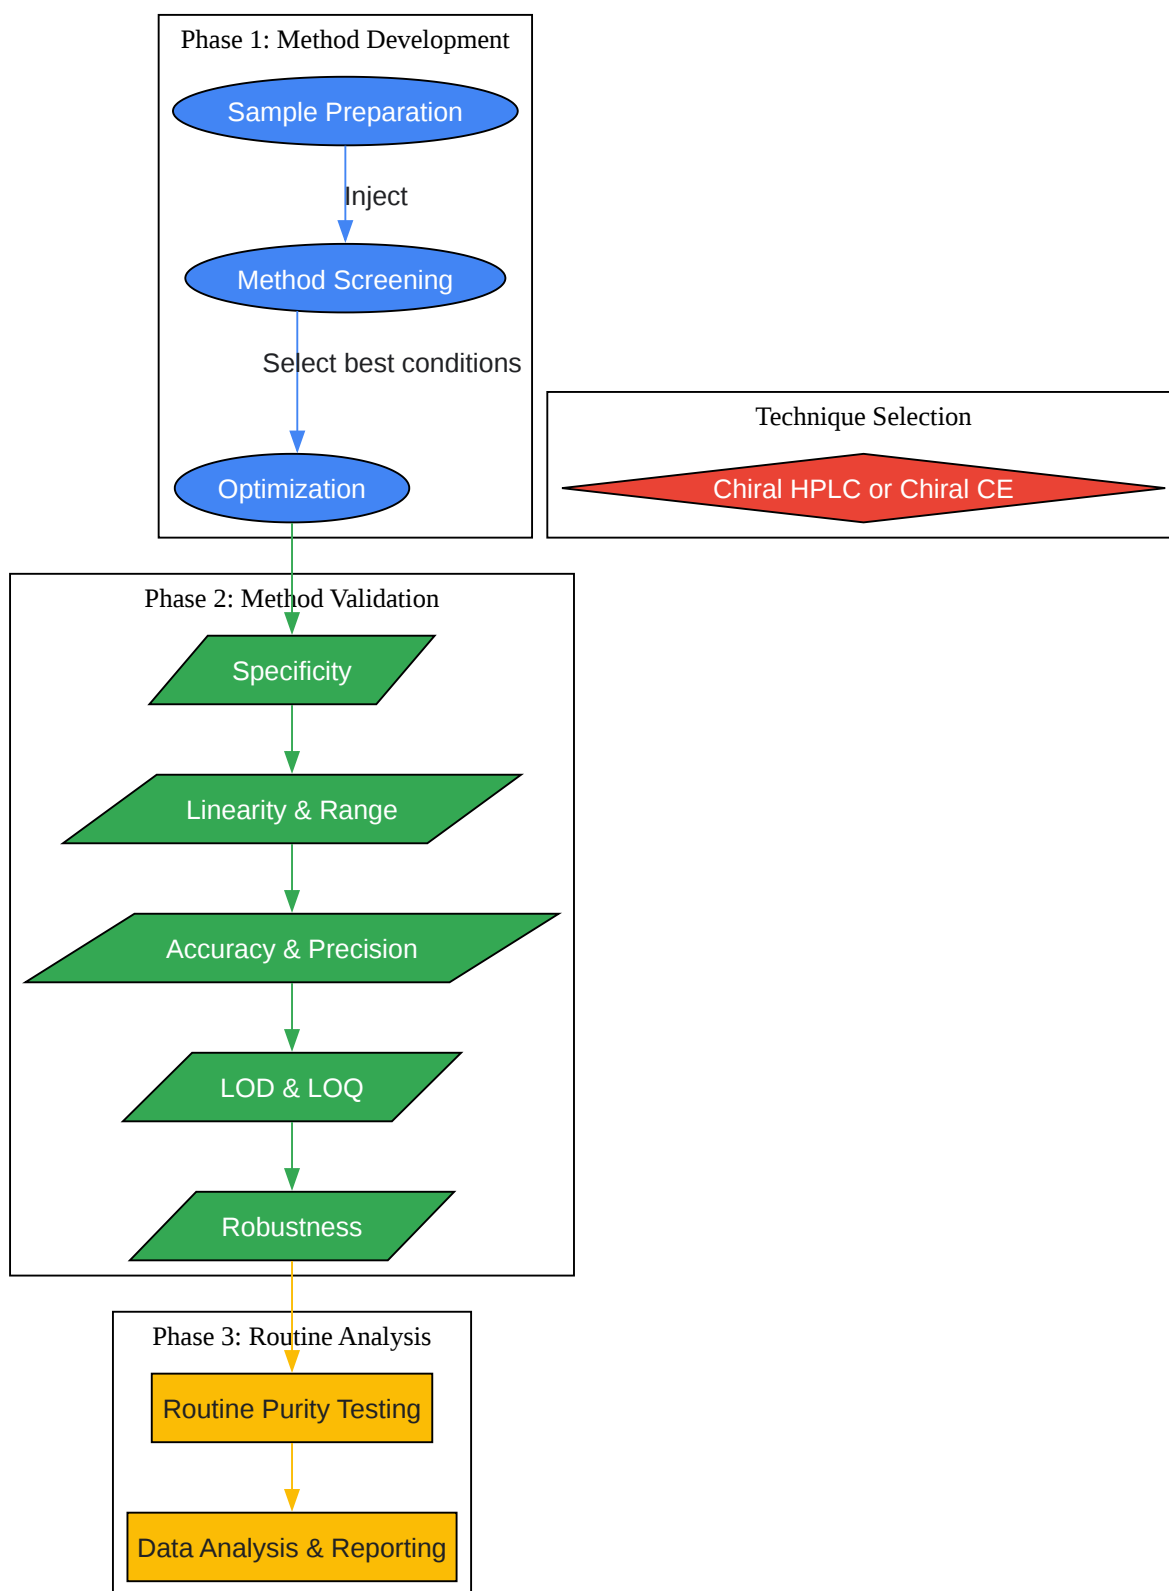 Phase 1: Method Development
Sample Preparation
Inject
Method Screening
Select best conditions
Optimization
Technique Selection
Chiral HPLC or Chiral CE
Phase 2: Method Validation
Specificity
Linearity & Range
Accuracy & Precision
LOD & LOQ
Robustness
Phase 3: Routine Analysis
Routine Purity Testing
Data Analysis & Reporting